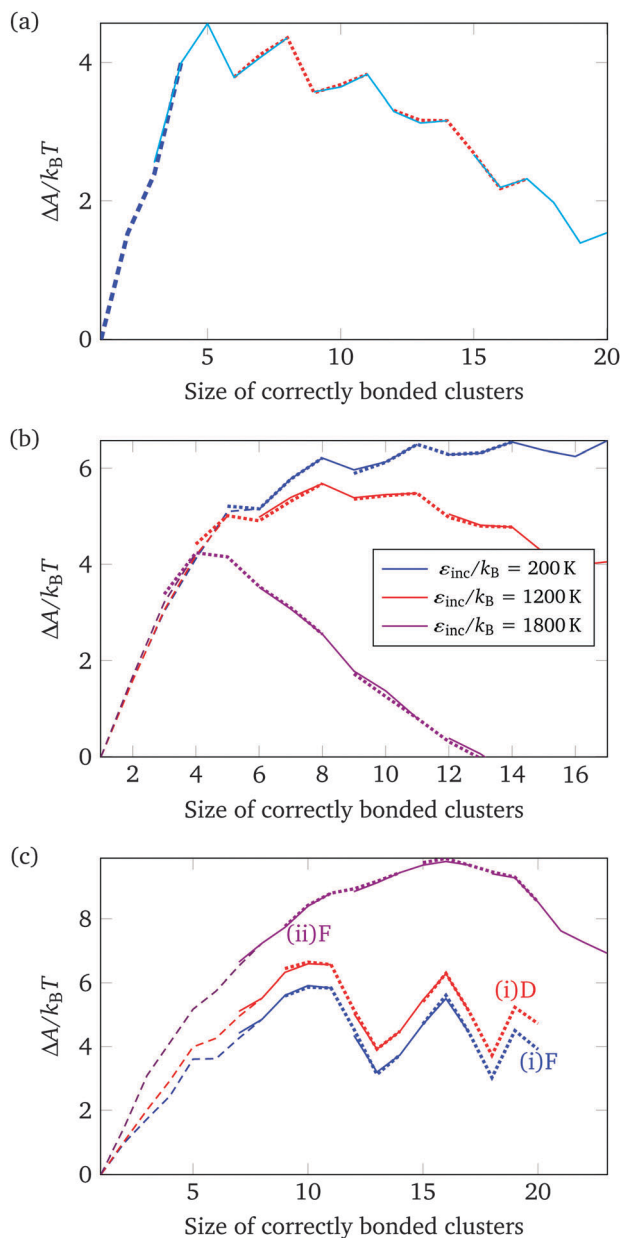 (a)
4
2
0
ΔA/k_BT
5
10
15
20
Size of correctly bonded clusters
(b)
6
4
2
0
ΔA/k_BT
ε_inc/k_B = 200 K
ε_inc/k_B = 1200 K
ε_inc/k_B = 1800 K
2
4
6
8
10
12
14
16
Size of correctly bonded clusters
(c)
8
6
4
2
0
ΔA/k_BT
(ii)F
(i)D
(i)F
5
10
15
20
Size of correctly bonded clusters